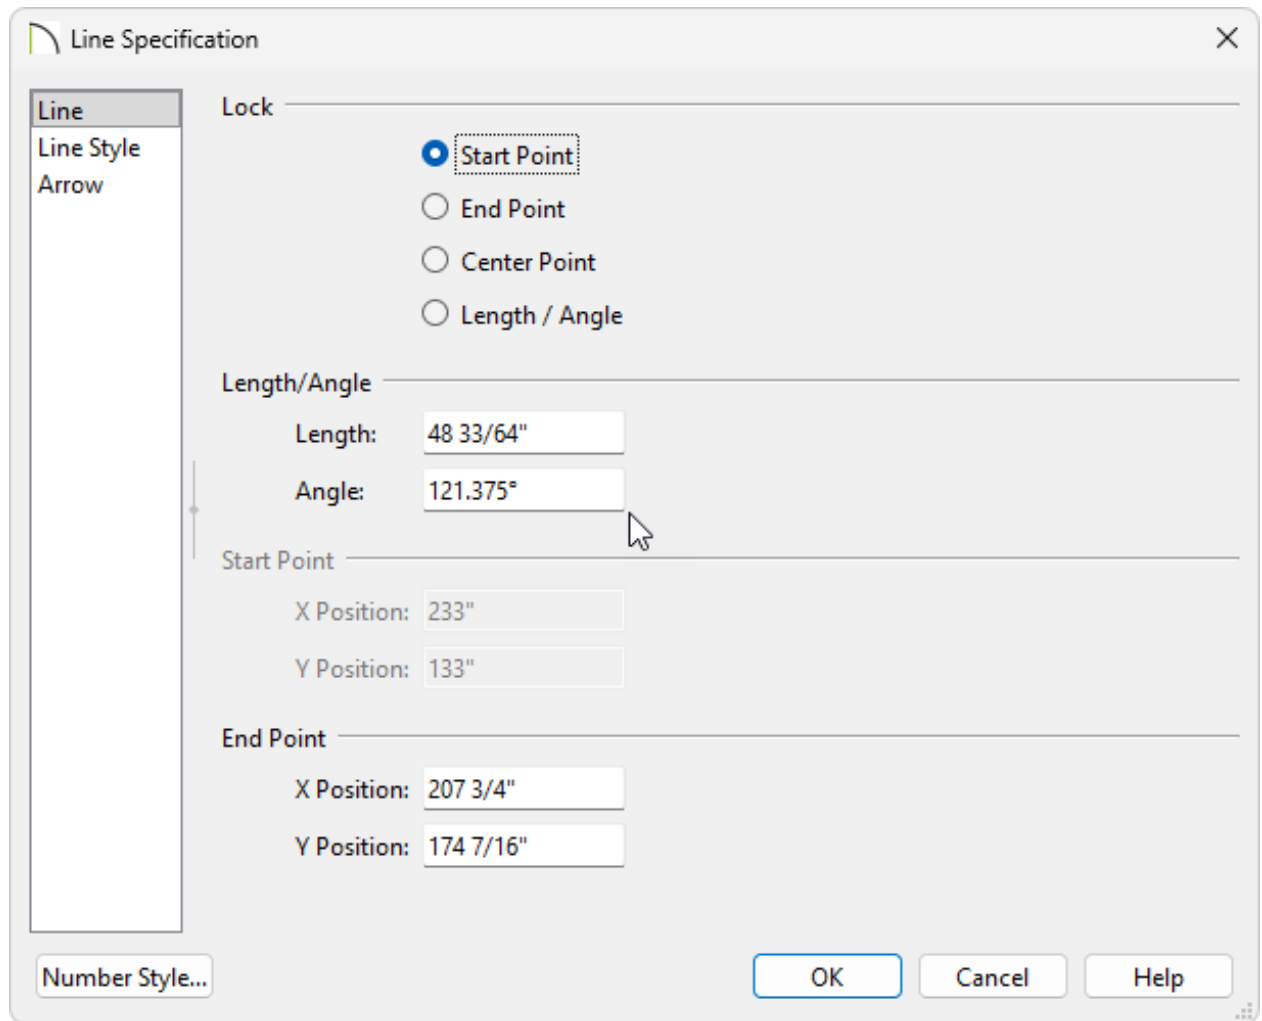 Line Specification
Line
Line Style
Arrow
Lock
Start Point
End Point
Center Point
Length / Angle
Length/Angle
Length: 48 33/64"
Angle: 121.375°
Start Point
X Position: 233"
Y Position: 133"
End Point
X Position: 207 3/4"
Y Position: 174 7/16"
Number Style... OK Cancel Help